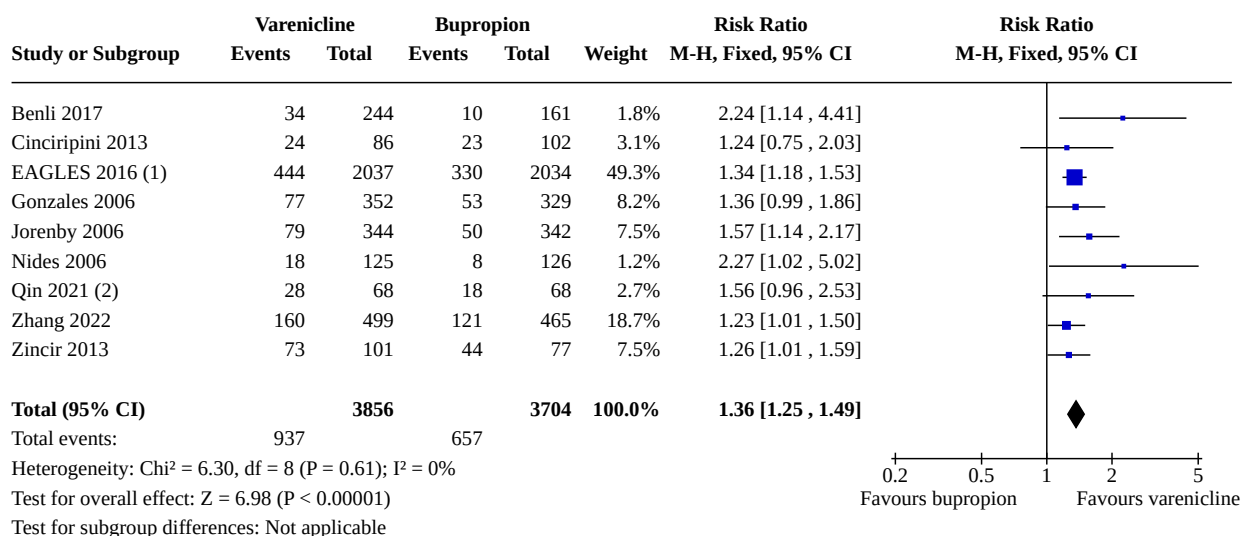 Varenicline Bupropion Risk Ratio Risk Ratio
Study or Subgroup Events Total Events Total Weight M-H, Fixed, 95% CI M-H, Fixed, 95% CI
Benli 2017 34 244 10 161 1.8% 2.24 [1.14 , 4.41]
Cinciripini 2013 24 86 23 102 3.1% 1.24 [0.75 , 2.03]
EAGLES 2016 (1) 444 2037 330 2034 49.3% 1.34 [1.18 , 1.53]
Gonzales 2006 77 352 53 329 8.2% 1.36 [0.99 , 1.86]
Jorenby 2006 79 344 50 342 7.5% 1.57 [1.14 , 2.17]
Nides 2006 18 125 8 126 1.2% 2.27 [1.02 , 5.02]
Qin 2021 (2) 28 68 18 68 2.7% 1.56 [0.96 , 2.53]
Zhang 2022 160 499 121 465 18.7% 1.23 [1.01 , 1.50]
Zincir 2013 73 101 44 77 7.5% 1.26 [1.01 , 1.59]
Total (95% CI) 3856 3704 100.0% 1.36 [1.25 , 1.49]
Total events: 937 657
Heterogeneity: Chi² = 6.30, df = 8 (P = 0.61); I² = 0%
0.2 0.5 1 2 5
Test for overall effect: Z = 6.98 (P < 0.00001)
Favours bupropion Favours varenicline
Test for subgroup differences: Not applicable